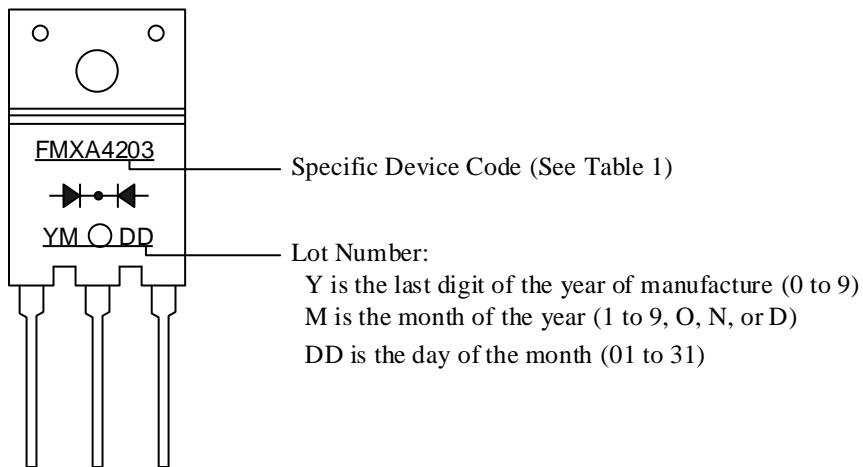 FMXA4203
Specific Device Code (See Table 1)
YM DD
Lot Number:
Y is the last digit of the year of manufacture (0 to 9)
M is the month of the year (1 to 9, O, N, or D)
DD is the day of the month (01 to 31)